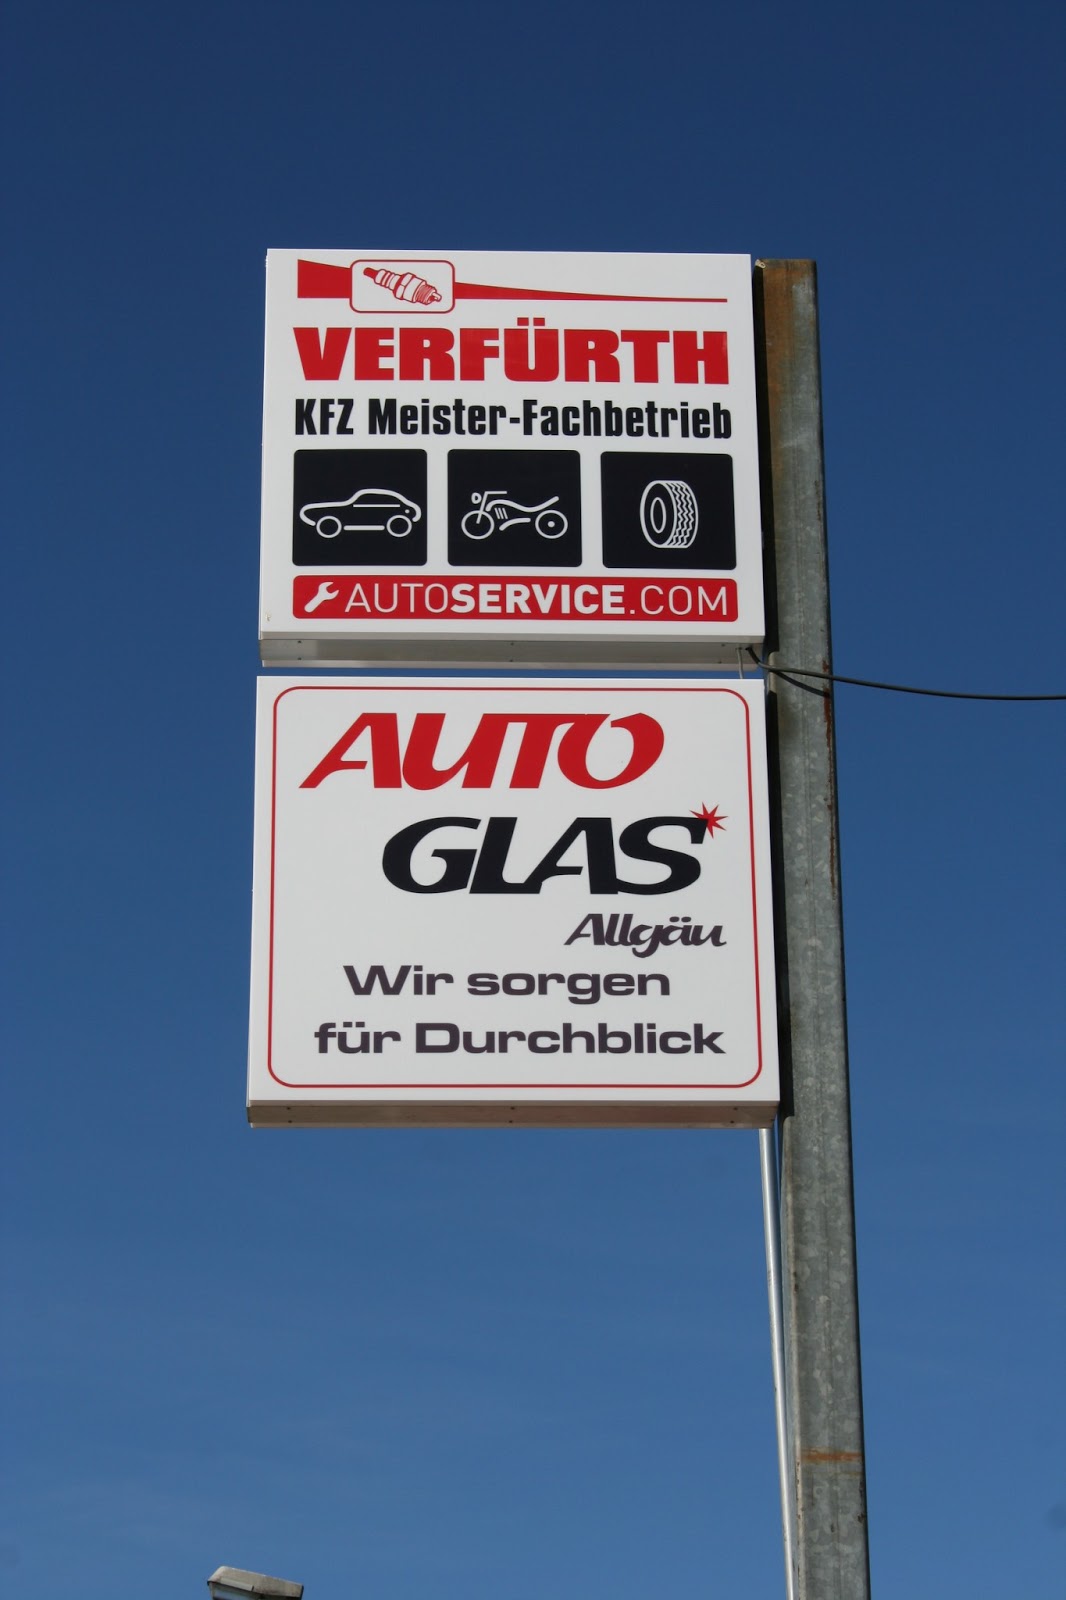 VERFÜRTH
KFZ Meister-Fachbetrieb
AUTOSERVICE.COM
AUTO
GLAS
Allgäu
Wir sorgen
für Durchblick